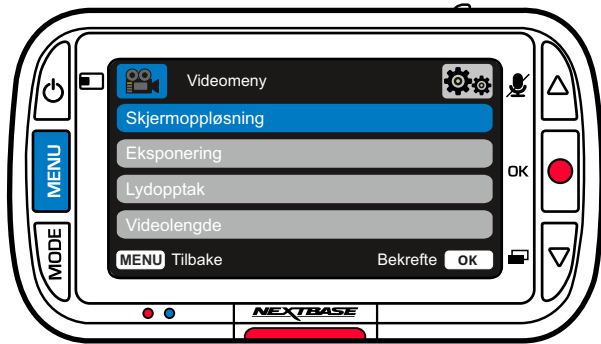 Videomeny
Skjermoppløsning
Eksponering
Lydopptak
Videolengde
MENU Tilbake Bekrefte OK
MENU
MODE
OK
NEXTBASE